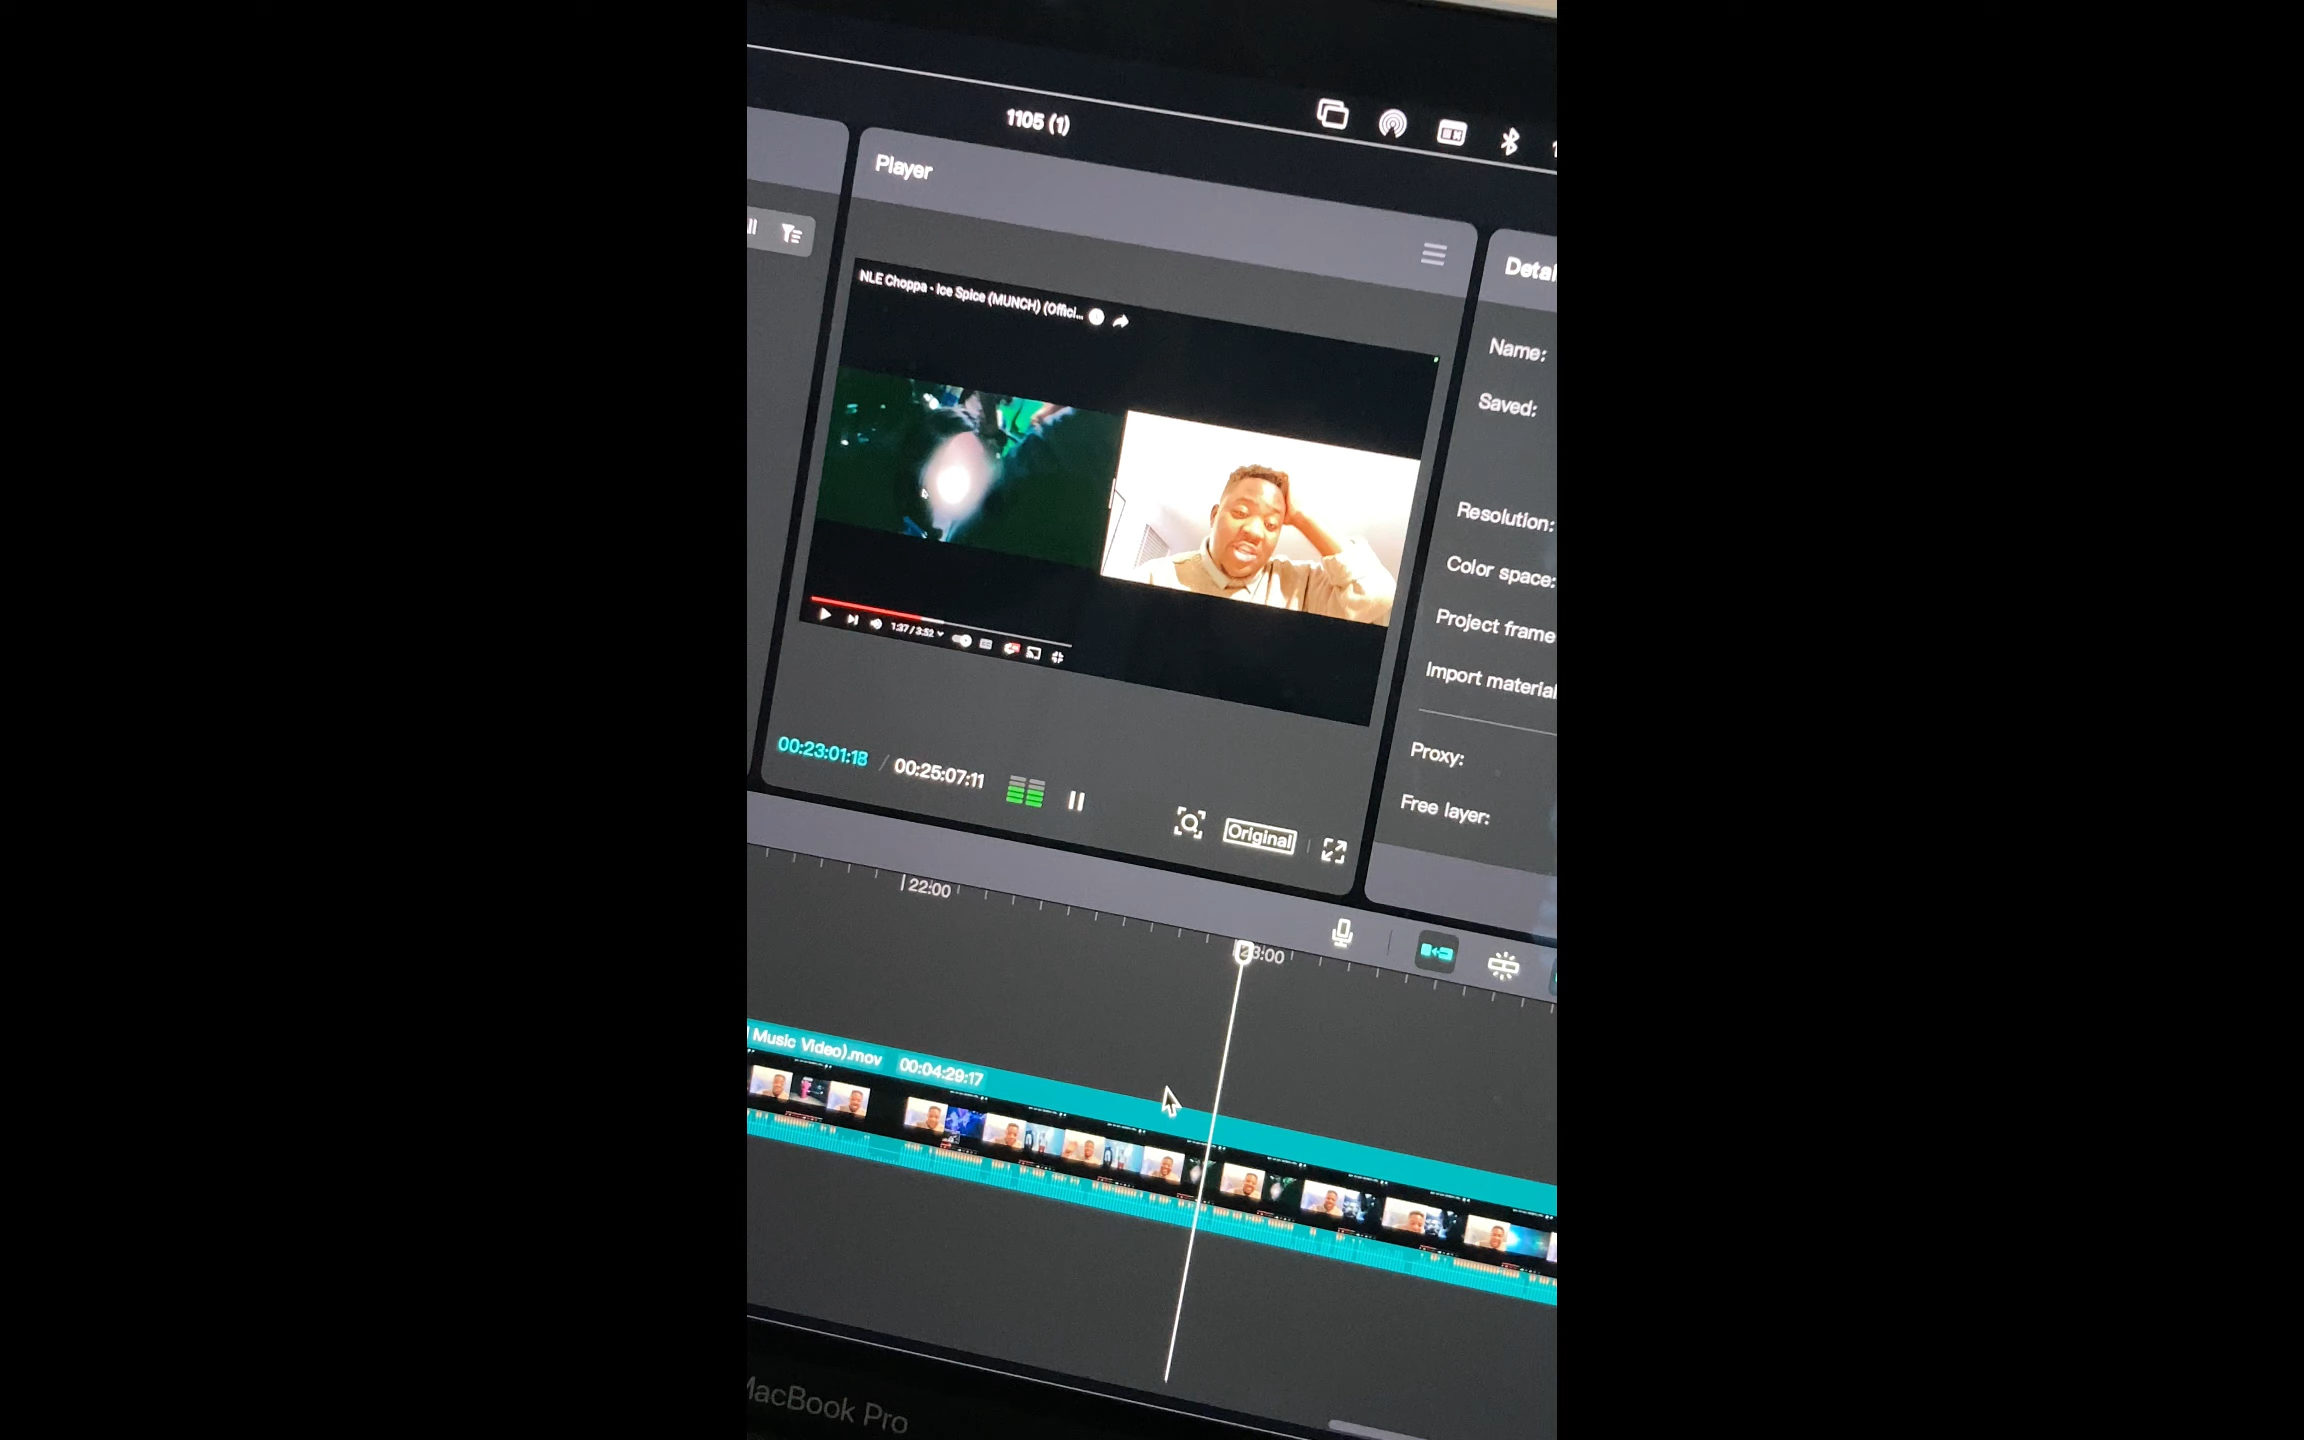 1105 (1)
Player
Name:
Saved:
NLE Choppa - Ice Spice (MUNCH) (Offici...
Resolution:
Color space:
Project frame
Import material
1:37 / 3:52
Proxy:
Free layer:
00:23:01:18 / 00:25:07:11
Original
22:00
23:00
Music Video).mov 00:04:29:17
MacBook Pro